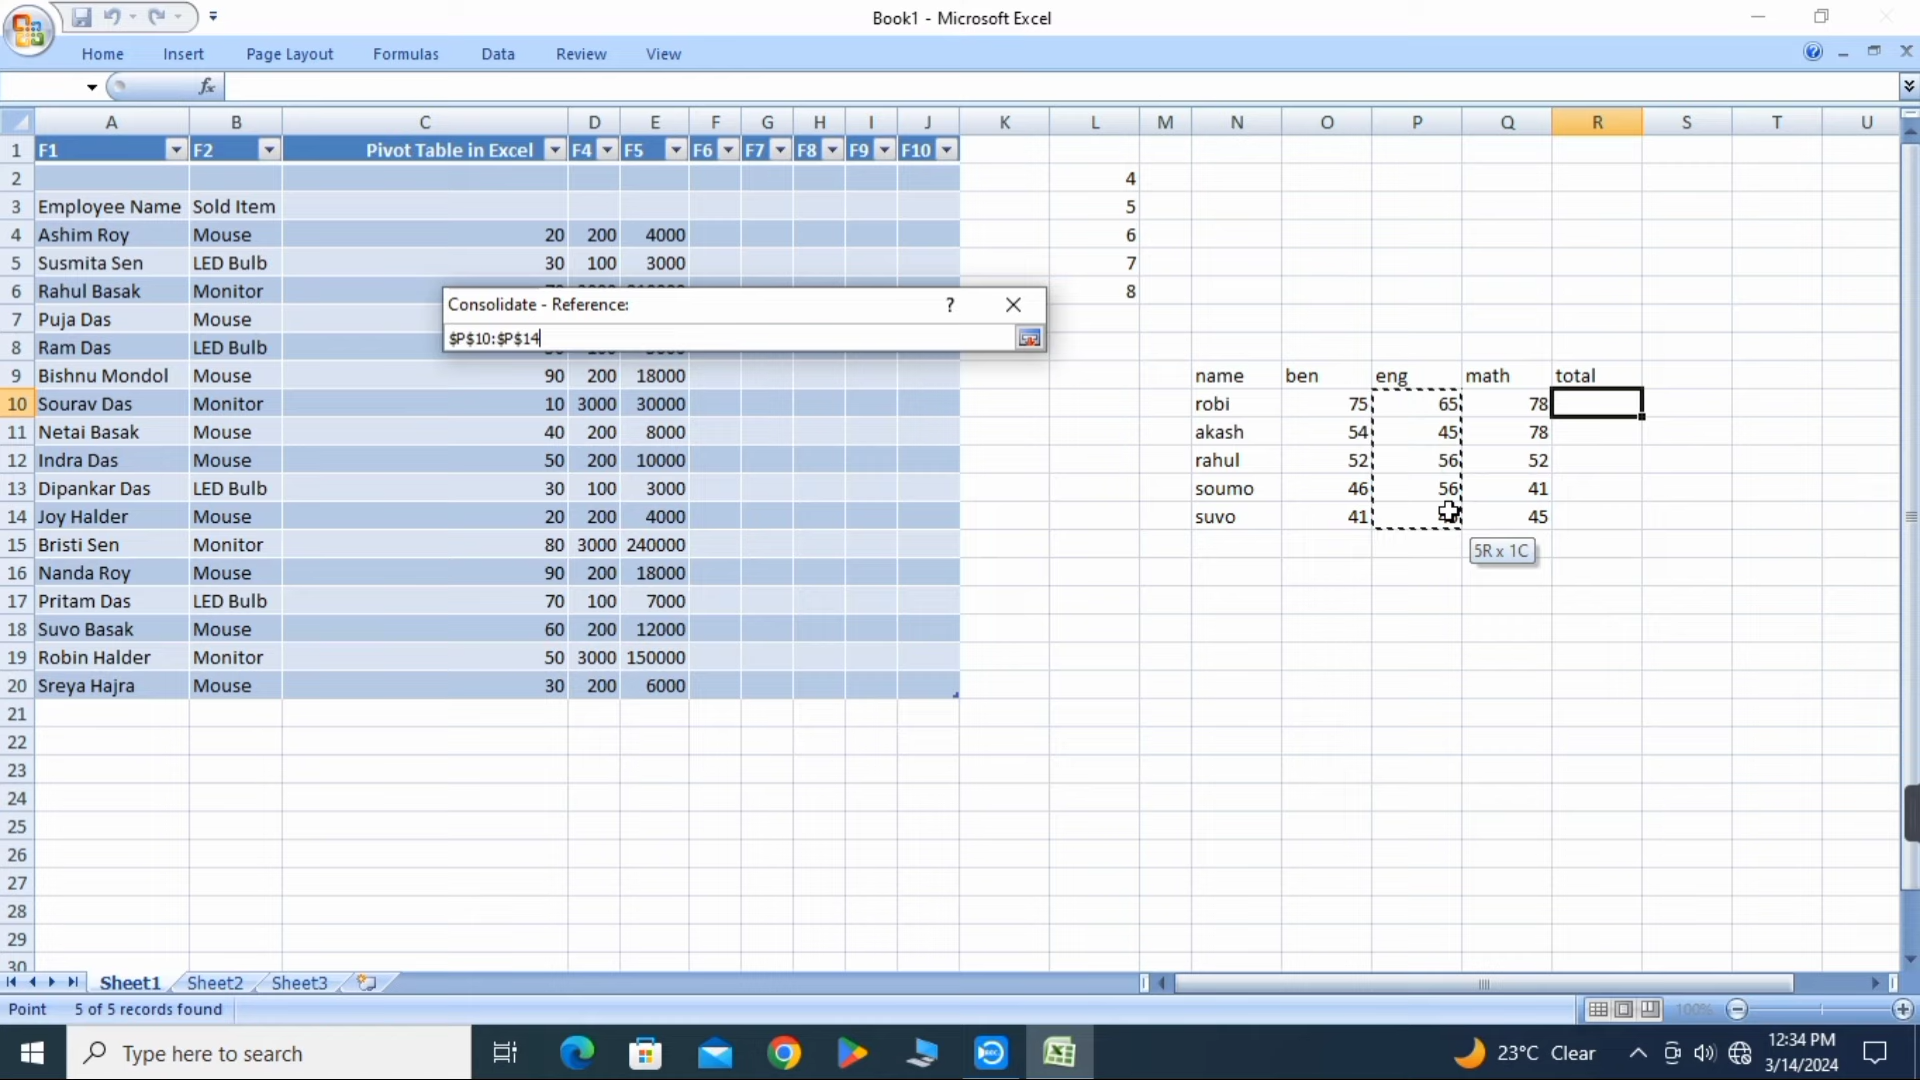 Book1 - Microsoft Excel
Home Insert Page Layout Formulas Data Review View
fx
A B C D E F G H I J K L M N O P Q R S T U
1 F1 F2 Pivot Table in Excel F4 F5 F6 F7 F8 F9 F10
2 4
3 Employee Name Sold Item 5
4 Ashim Roy Mouse 20 200 4000 6
5 Susmita Sen LED Bulb 30 100 3000 7
6 Rahul Basak Monitor 8
Consolidate - Reference: ?
7 Puja Das Mouse
$P$10:$P$14
8 Ram Das LED Bulb
9 Bishnu Mondol Mouse 90 200 18000 name ben eng math total
10 Sourav Das Monitor 10 3000 30000 robi 75 65 78
11 Netai Basak Mouse 40 200 8000 akash 54 45 78
12 Indra Das Mouse 50 200 10000 rahul 52 56 52
13 Dipankar Das LED Bulb 30 100 3000 soumo 46 56 41
14 Joy Halder Mouse 20 200 4000 suvo 41 45
15 Bristi Sen Monitor 80 3000 240000 5R x 1C
16 Nanda Roy Mouse 90 200 18000
17 Pritam Das LED Bulb 70 100 7000
18 Suvo Basak Mouse 60 200 12000
19 Robin Halder Monitor 50 3000 150000
20 Sreya Hajra Mouse 30 200 6000
21
22
23
24
25
26
27
28
29
30
Sheet1 Sheet2 Sheet3
Point 5 of 5 records found 100%
Type here to search 23°C Clear 12:34 PM
3/14/2024